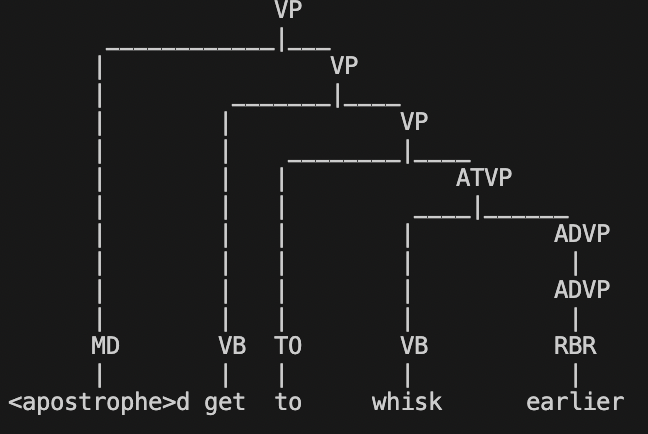 VP
VP
VP
ATVP
ADVP
ADVP
MD VB TO VB RBR
<apostrophe>d get to whisk earlier